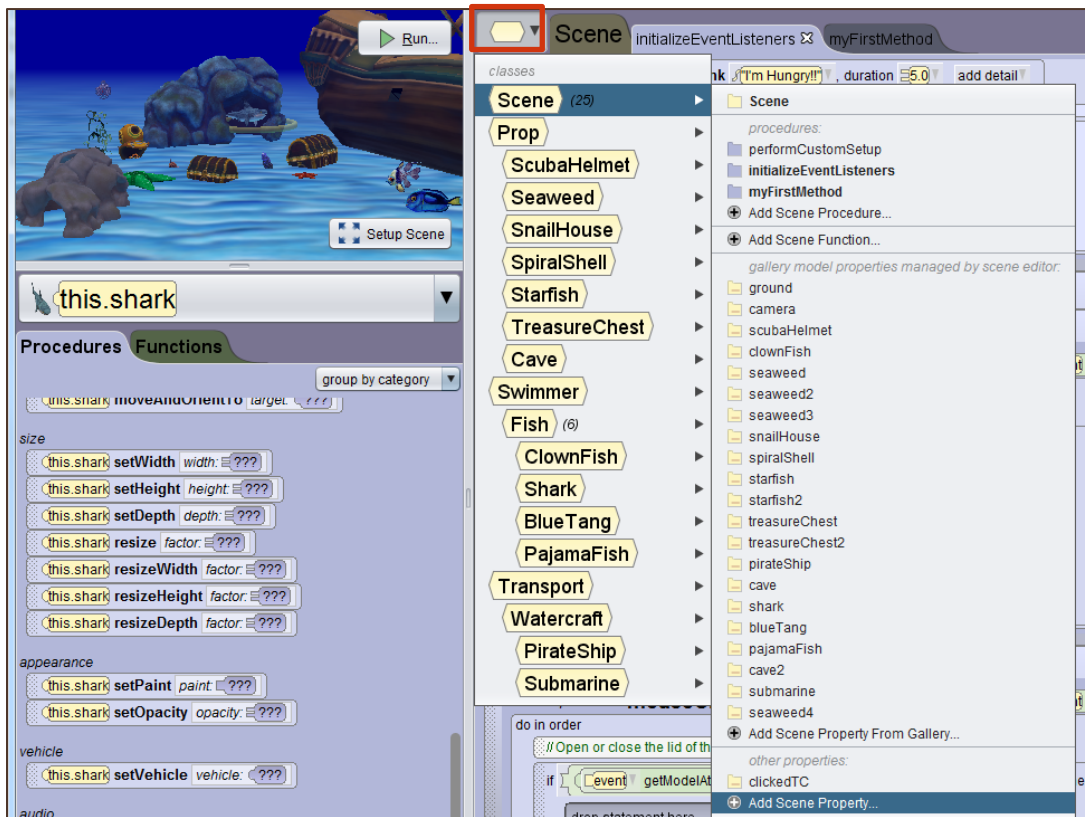 Run...
Setup Scene
this.shark
Procedures Functions
group by category
this.shark moveAndOrientTo target: ???
size
this.shark setWidth width: ???
this.shark setHeight height: ???
this.shark setDepth depth: ???
this.shark resize factor: ???
this.shark resizeWidth factor: ???
this.shark resizeHeight factor: ???
this.shark resizeDepth factor: ???
appearance
this.shark setPaint paint: ???
this.shark setOpacity opacity: ???
vehicle
this.shark setVehicle vehicle: ???
audio
Scene initializeEventListeners myFirstMethod
nk "I'm Hungry!!" , duration 5.0 add detail
classes
Scene (25)
Prop
ScubaHelmet
Seaweed
SnailHouse
SpiralShell
Starfish
TreasureChest
Cave
Swimmer
Fish (6)
ClownFish
Shark
BlueTang
PajamaFish
Transport
Watercraft
PirateShip
Submarine
Scene
procedures:
performCustomSetup
initializeEventListeners
myFirstMethod
Add Scene Procedure...
Add Scene Function...
gallery model properties managed by scene editor:
ground
camera
scubaHelmet
clownFish
seaweed
seaweed2
seaweed3
snailHouse
spiralShell
starfish
starfish2
treasureChest
treasureChest2
pirateShip
cave
shark
blueTang
pajamaFish
cave2
submarine
seaweed4
Add Scene Property From Gallery...
other properties:
clickedTC
Add Scene Property...
do in order
// Open or close the lid of th
if event getModelAt
drop statement here